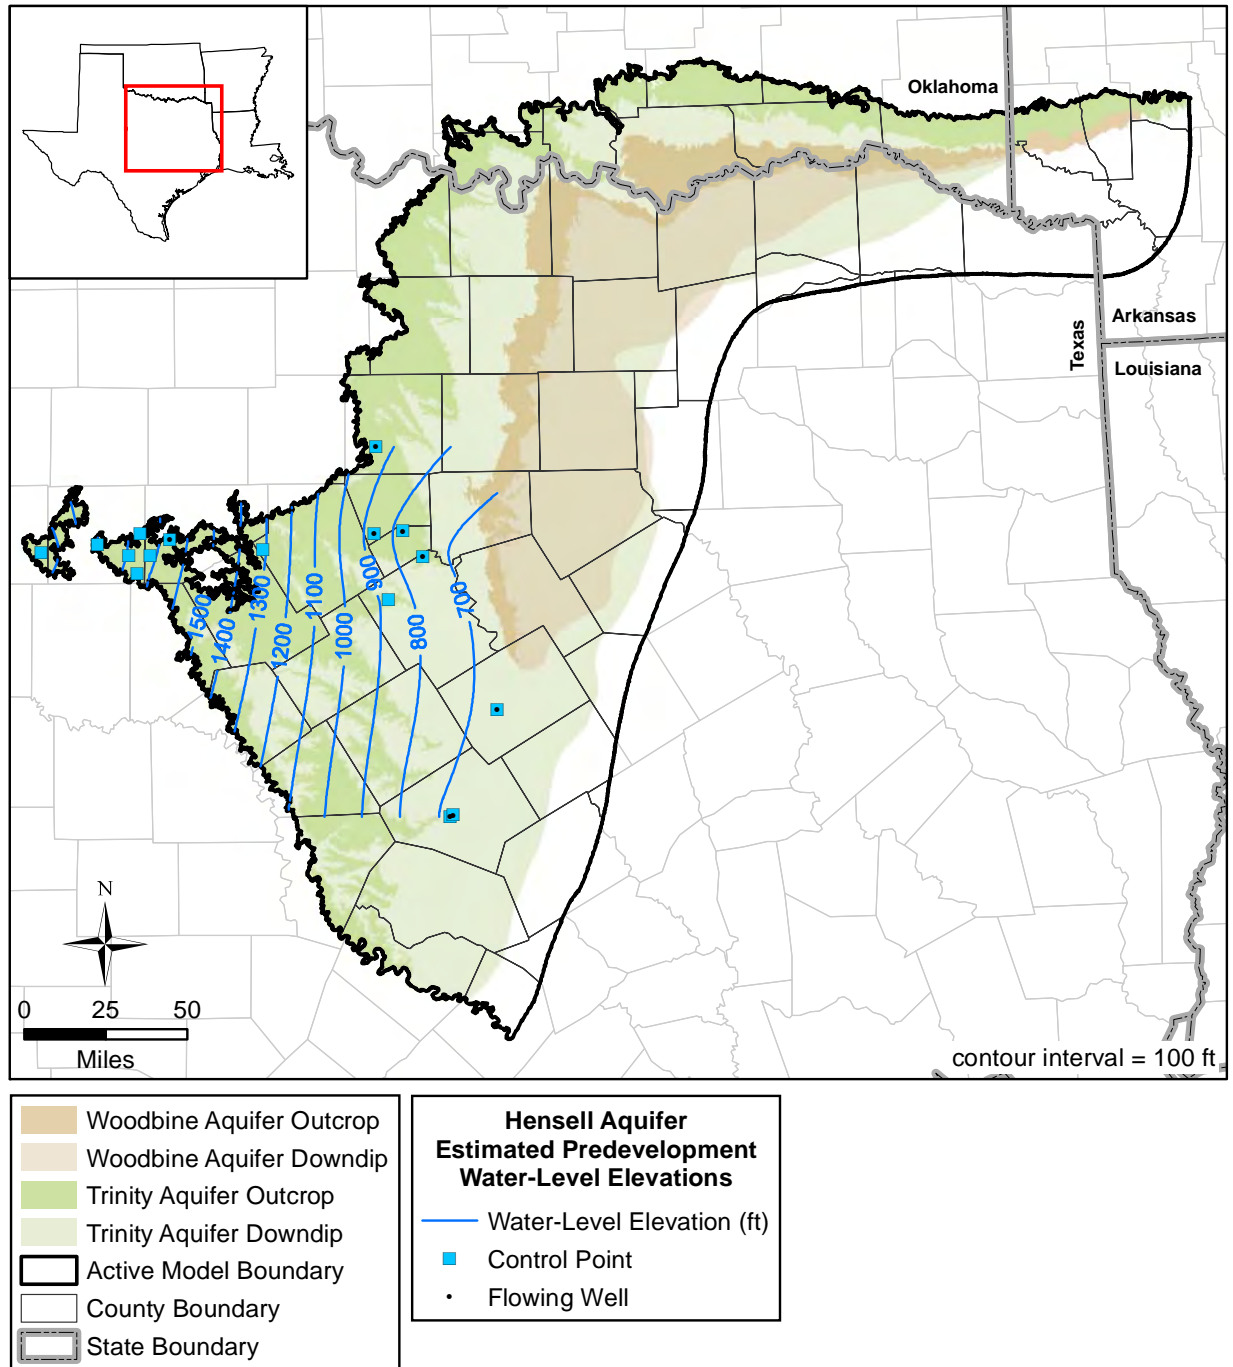 Oklahoma
Arkansas
Texas
Louisiana
1500
1400
1300
1200
1100
1000
900
800
700
N
0 25 50
Miles
contour interval = 100 ft
Woodbine Aquifer Outcrop
Woodbine Aquifer Downdip
Trinity Aquifer Outcrop
Trinity Aquifer Downdip
Active Model Boundary
County Boundary
State Boundary
Hensell Aquifer
Estimated Predevelopment
Water-Level Elevations
Water-Level Elevation (ft)
Control Point
Flowing Well